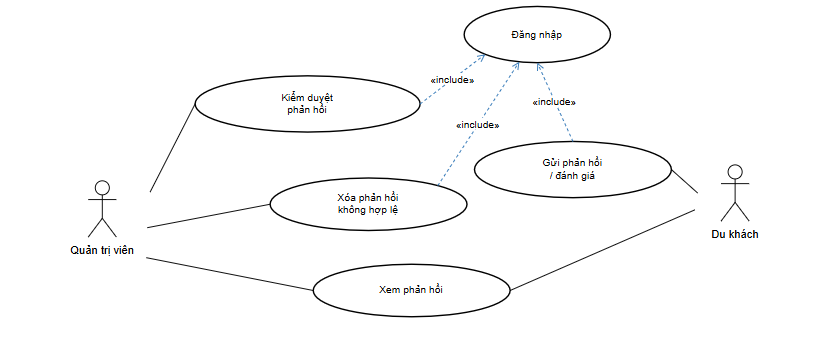 Đăng nhập
«include»
Kiểm duyệt
phản hồi
«include»
«include»
Gửi phản hồi
/ đánh giá
Xóa phản hồi
không hợp lệ
Du khách
Quản trị viên
Xem phản hồi